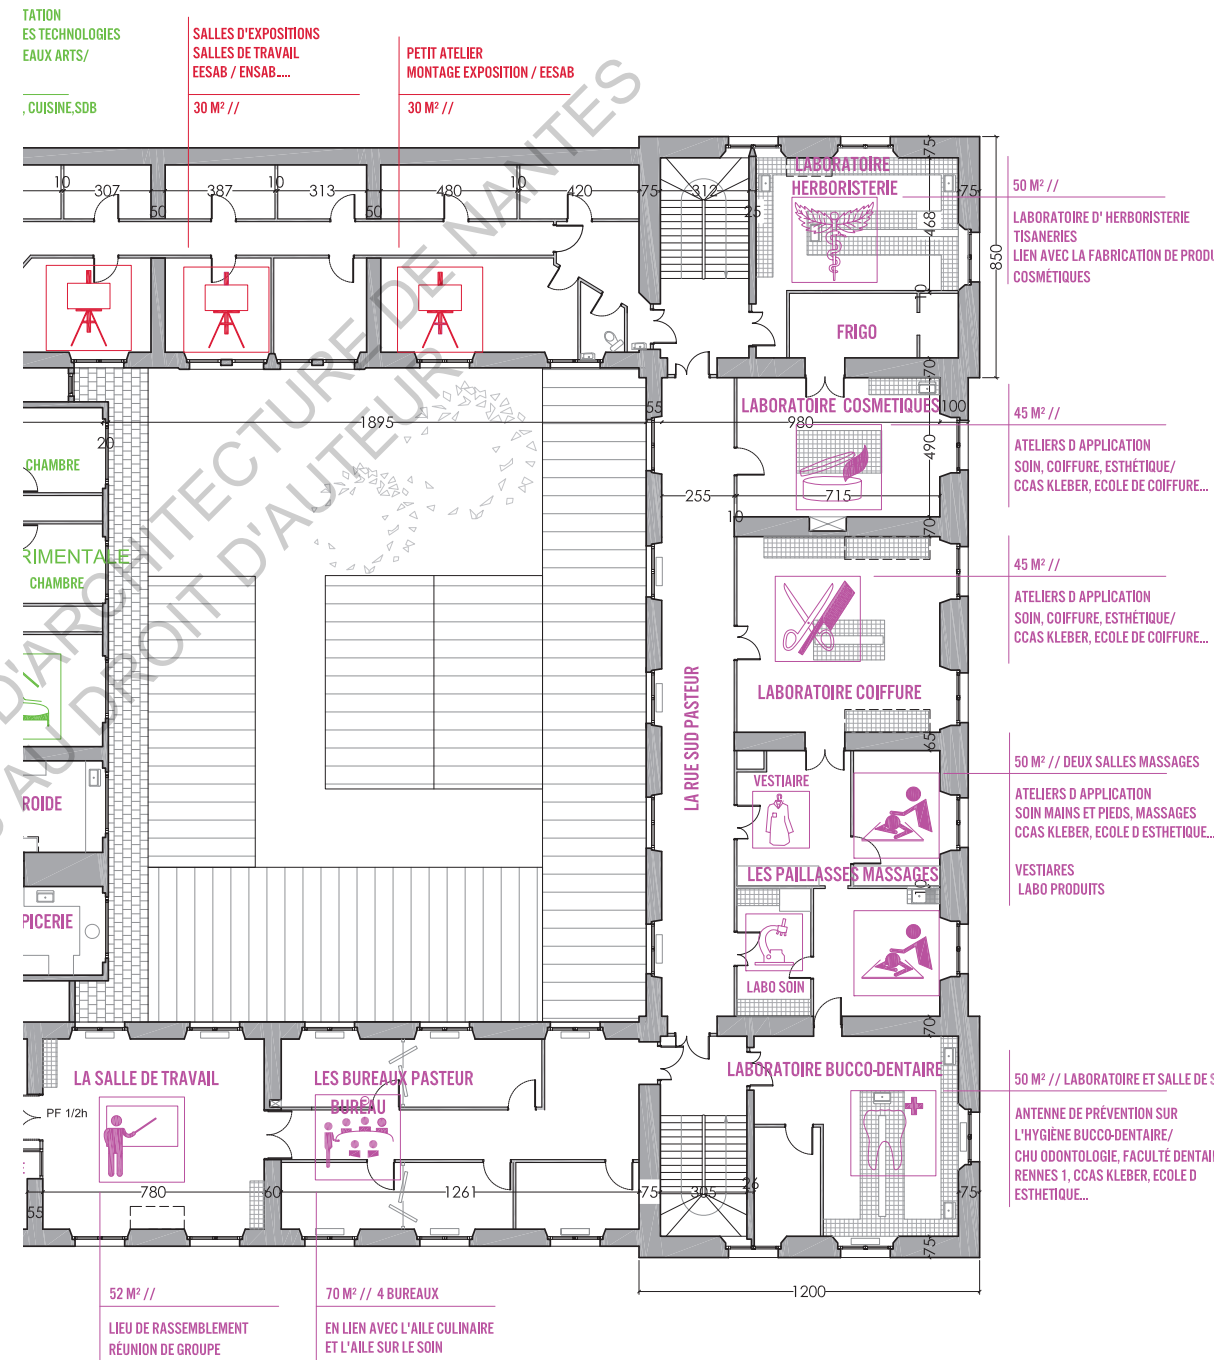 TATION
ES TECHNOLOGIES
EAUX ARTS/
, CUISINE,SDB
SALLES D'EXPOSITIONS
SALLES DE TRAVAIL
EESAB / ENSAB.....
30 M² //
PETIT ATELIER
MONTAGE EXPOSITION / EESAB
30 M² //
10
307
50
387
10
313
50
480
10
420
75
312
25
75
75
468
10
850
LABORATOIRE
HERBORISTERIE
FRIGO
50 M² //
LABORATOIRE D' HERBORISTERIE
TISANERIES
LIEN AVEC LA FABRICATION DE PRODU
COSMÉTIQUES
70
1895
20
55
LABORATOIRE COSMETIQUES
100
980
490
255
715
10
70
45 M² //
ATELIERS D APPLICATION
SOIN, COIFFURE, ESTHÉTIQUE/
CCAS KLEBER, ECOLE DE COIFFURE...
CHAMBRE
RIMENTALE
CHAMBRE
45 M² //
ATELIERS D APPLICATION
SOIN, COIFFURE, ESTHÉTIQUE/
CCAS KLEBER, ECOLE DE COIFFURE...
LABORATOIRE COIFFURE
LA RUE SUD PASTEUR
65
ROIDE
PICERIE
VESTIAIRE
LES PAILLASSES MASSAGES
LABO SOIN
50 M² // DEUX SALLES MASSAGES
ATELIERS D APPLICATION
SOIN MAINS ET PIEDS, MASSAGES
CCAS KLEBER, ECOLE D ESTHETIQUE...
VESTIARES
LABO PRODUITS
70
LA SALLE DE TRAVAIL
LES BUREAUX PASTEUR
BUREAU
PF 1/2h
LABORATOIRE BUCCO-DENTAIRE
50 M² // LABORATOIRE ET SALLE DE S
ANTENNE DE PRÉVENTION SUR
L'HYGIÈNE BUCCO-DENTAIRE/
CHU ODONTOLOGIE, FACULTÉ DENTAI
RENNES 1, CCAS KLEBER, ECOLE D
ESTHETIQUE...
55
780
60
1261
75
305
26
75
75
1200
52 M² //
LIEU DE RASSEMBLEMENT
RÉUNION DE GROUPE
70 M² // 4 BUREAUX
EN LIEN AVEC L'AILE CULINAIRE
ET L'AILE SUR LE SOIN
D'ARCHITECTURE DE NANTES
AU DROIT D'AUTEUR